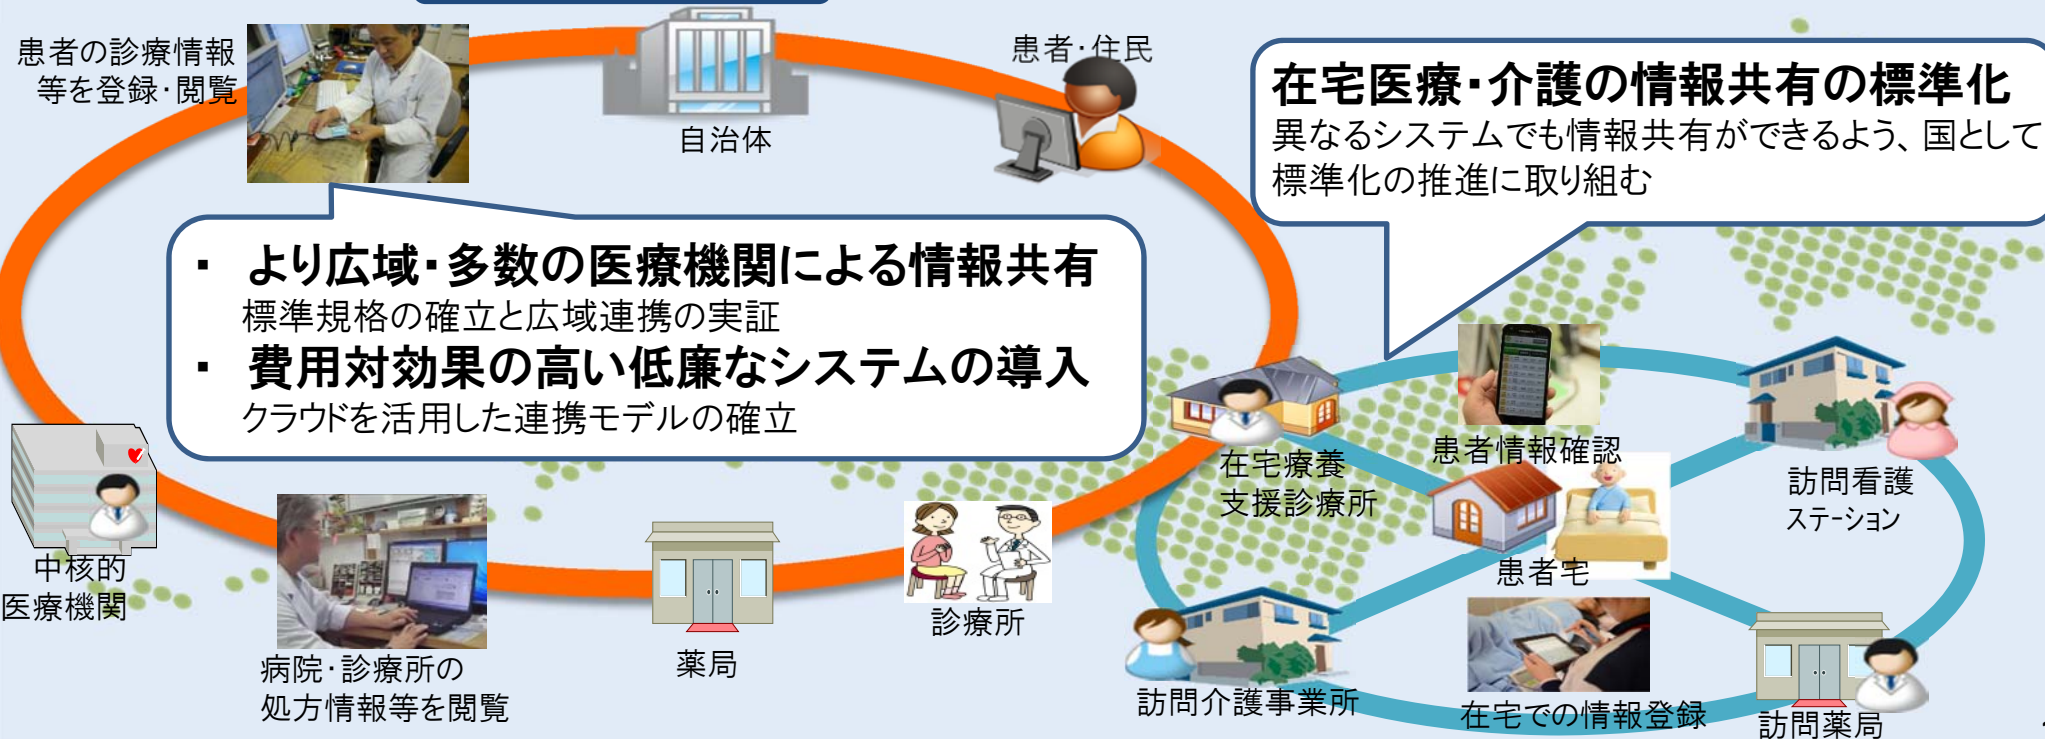 患者の診療情報
等を登録・閲覧
自治体
患者・住民
在宅医療・介護の情報共有の標準化
異なるシステムでも情報共有ができるよう、国として
標準化の推進に取り組む
・ より広域・多数の医療機関による情報共有
標準規格の確立と広域連携の実証
・ 費用対効果の高い低廉なシステムの導入
クラウドを活用した連携モデルの確立
中核的
医療機関
病院・診療所の
処方情報等を閲覧
薬局
診療所
在宅療養
支援診療所
患者情報確認
訪問看護
ステーション
患者宅
訪問介護事業所
在宅での情報登録
訪問薬局